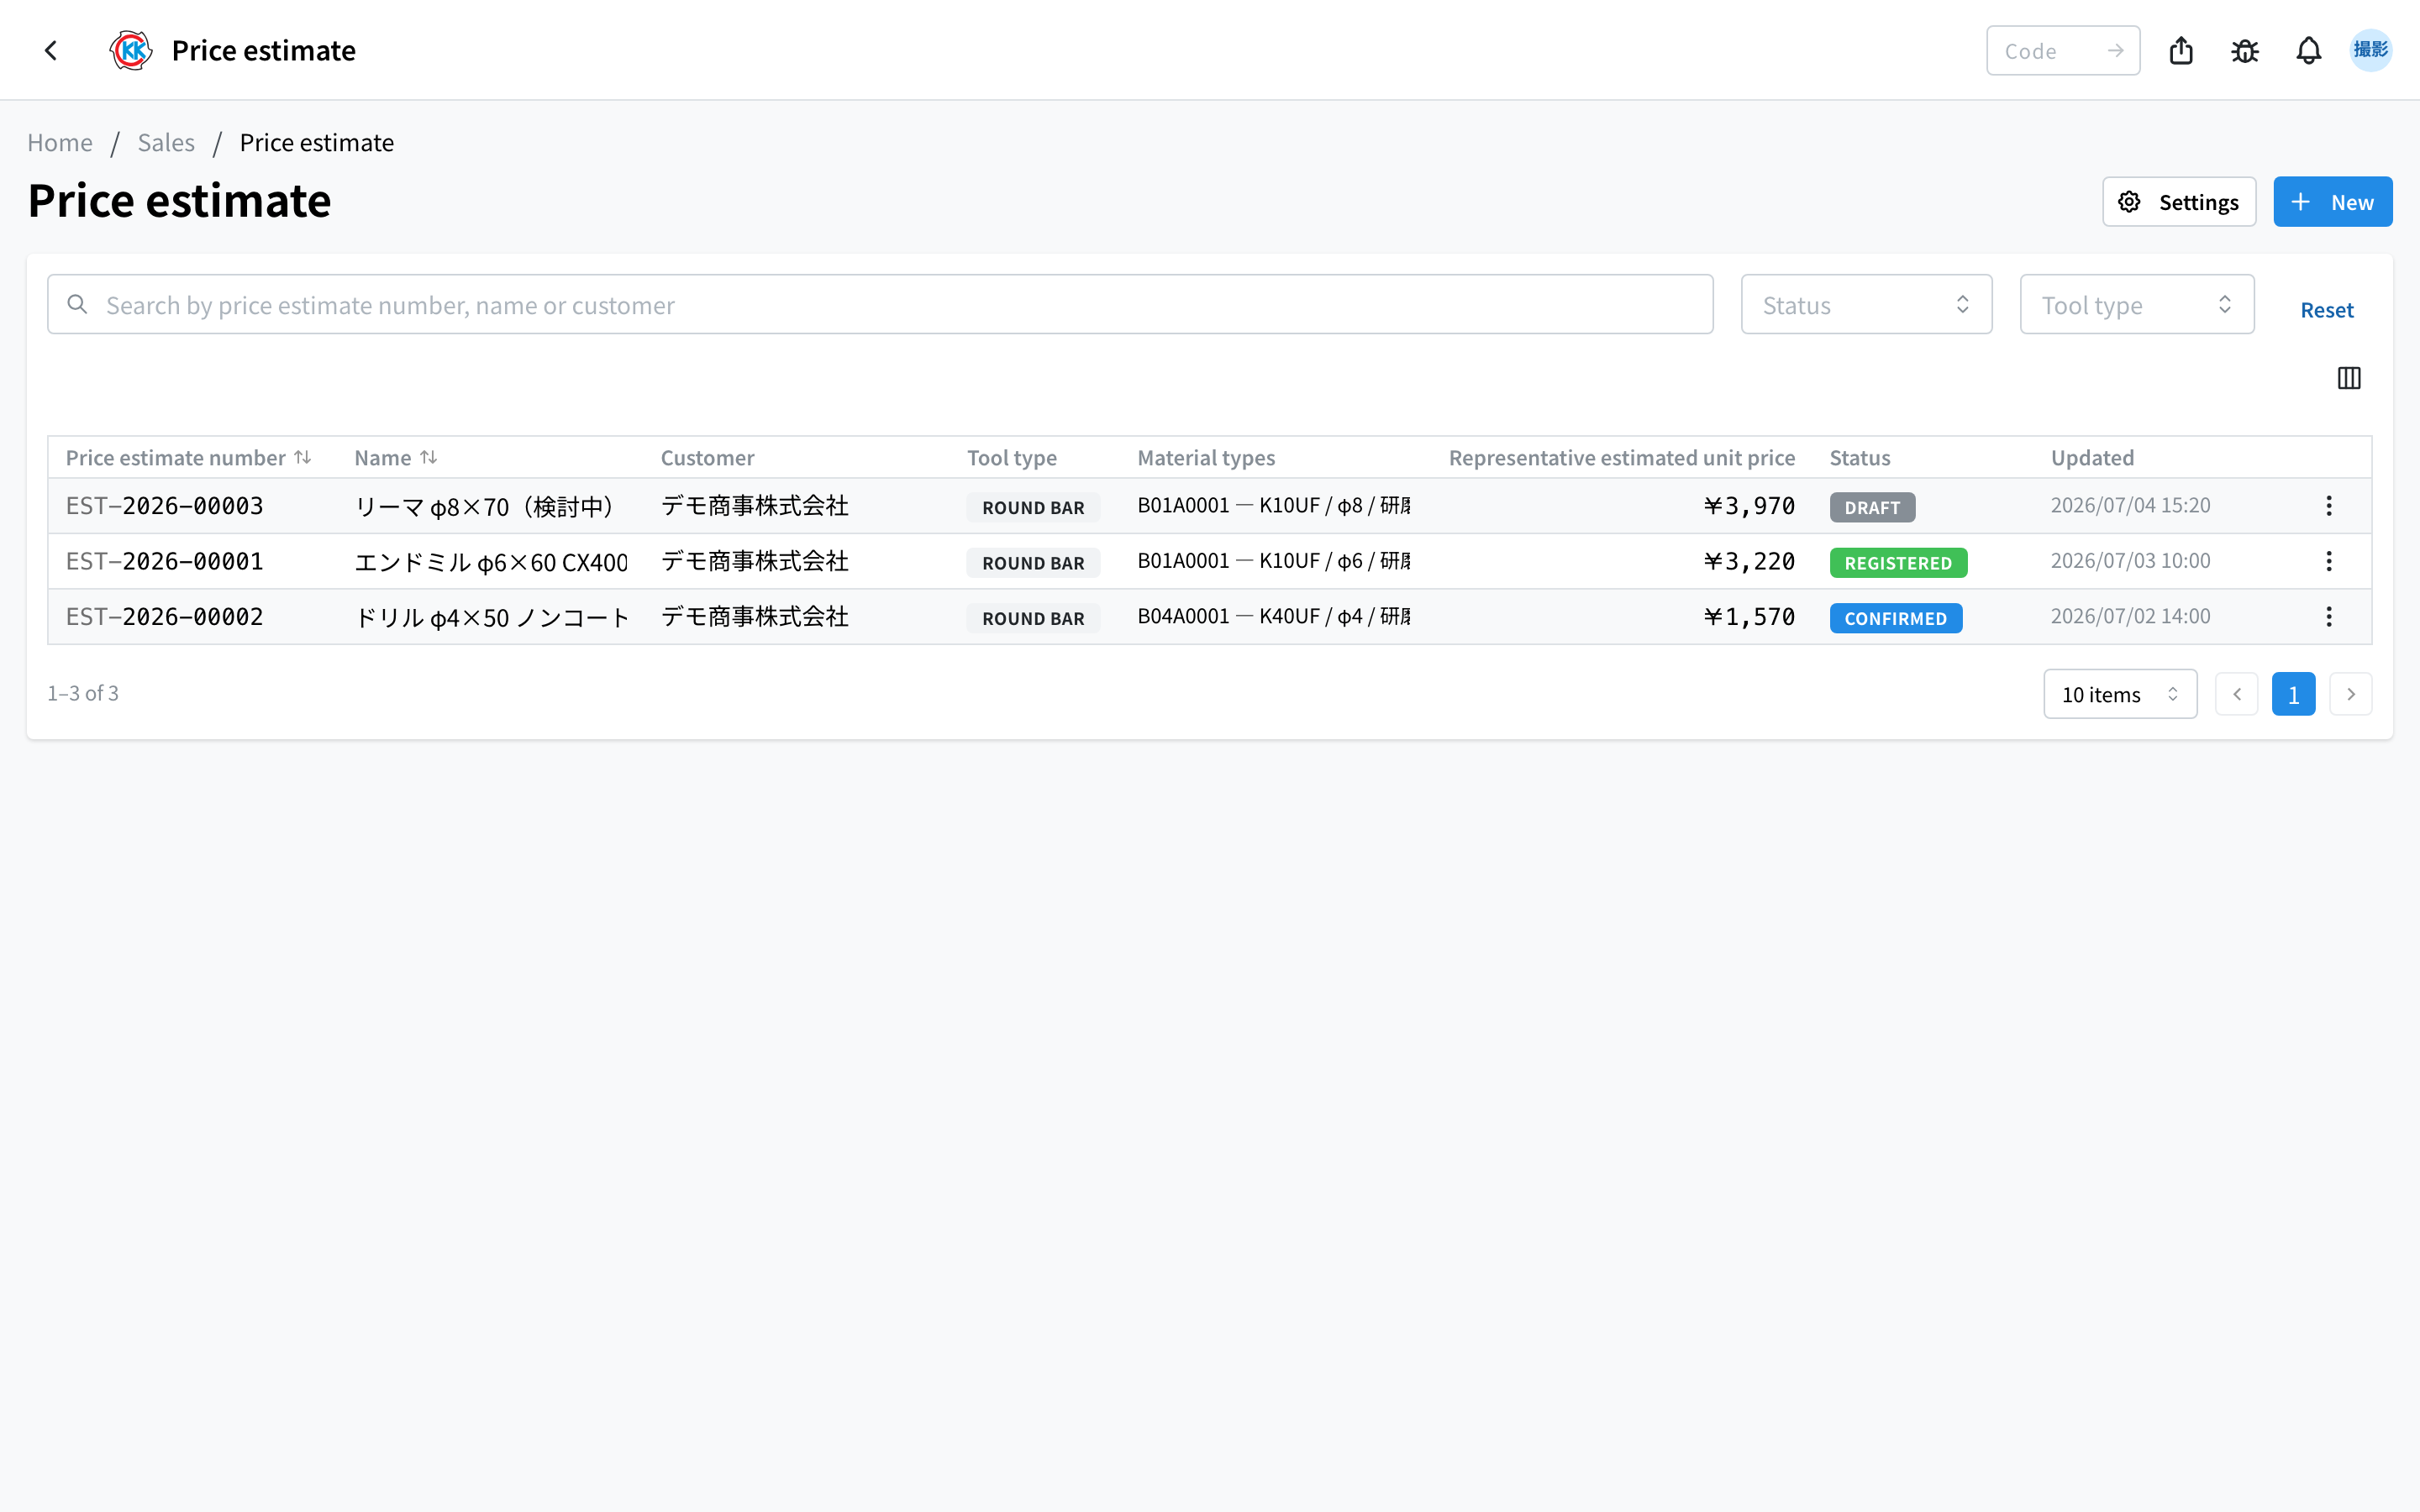 KK Price estimate
Code
撮影
Home / Sales / Price estimate
Price estimate
Settings
New
Search by price estimate number, name or customer
Status
Tool type
Reset
Price estimate number Name Customer Tool type Material types Representative estimated unit price Status Updated
EST-2026-00003 リーマ φ8×70（検討中） デモ商事株式会社 ROUND BAR B01A0001 — K10UF / φ8 / 研 ¥3,970 DRAFT 2026/07/04 15:20
EST-2026-00001 エンドミル φ6×60 CX400 デモ商事株式会社 ROUND BAR B01A0001 — K10UF / φ6 / 研 ¥3,220 REGISTERED 2026/07/03 10:00
EST-2026-00002 ドリル φ4×50 ノンコート デモ商事株式会社 ROUND BAR B04A0001 — K40UF / φ4 / 研 ¥1,570 CONFIRMED 2026/07/02 14:00
1–3 of 3
10 items
1